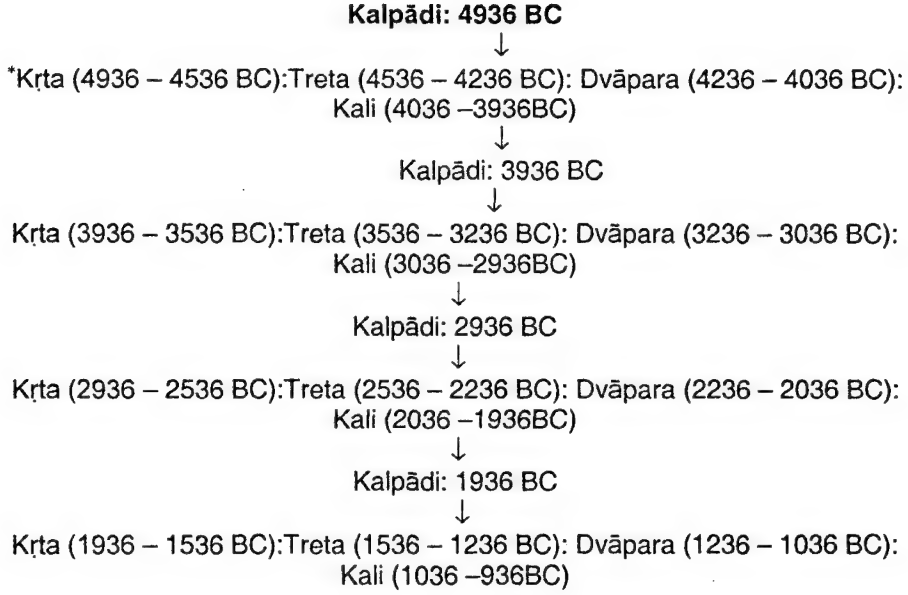 Kalpādi: 4936 BC
↓
*Kṛta (4936 – 4536 BC):Treta (4536 – 4236 BC): Dvāpara (4236 – 4036 BC):
Kali (4036 –3936BC)
↓
Kalpādi: 3936 BC
↓
Kṛta (3936 – 3536 BC):Treta (3536 – 3236 BC): Dvāpara (3236 – 3036 BC):
Kali (3036 –2936BC)
↓
Kalpādi: 2936 BC
↓
Kṛta (2936 – 2536 BC):Treta (2536 – 2236 BC): Dvāpara (2236 – 2036 BC):
Kali (2036 –1936BC)
↓
Kalpādi: 1936 BC
↓
Kṛta (1936 – 1536 BC):Treta (1536 – 1236 BC): Dvāpara (1236 – 1036 BC):
Kali (1036 –936BC)